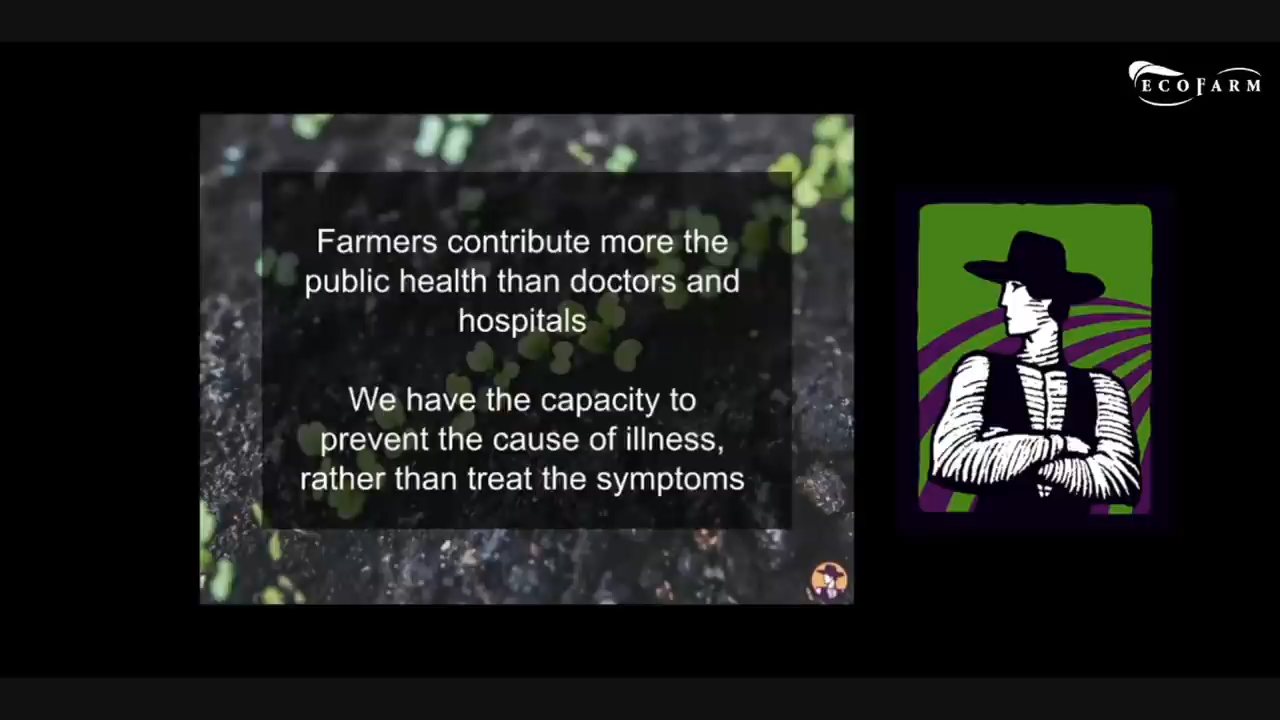 ECOFARM
Farmers contribute more the
public health than doctors and
hospitals
We have the capacity to
prevent the cause of illness,
rather than treat the symptoms